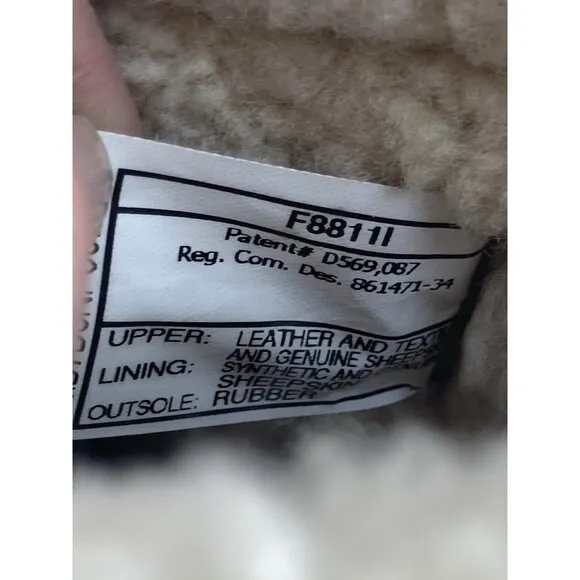 F8811I
Patent# D569,087
Reg. Com. Des. 861471-34
UPPER: LEATHER AND TEXT
AND GENUINE SHEEPS
LINING: SYNTHETIC AND
SHEEPSKIN
OUTSOLE: RUBBER